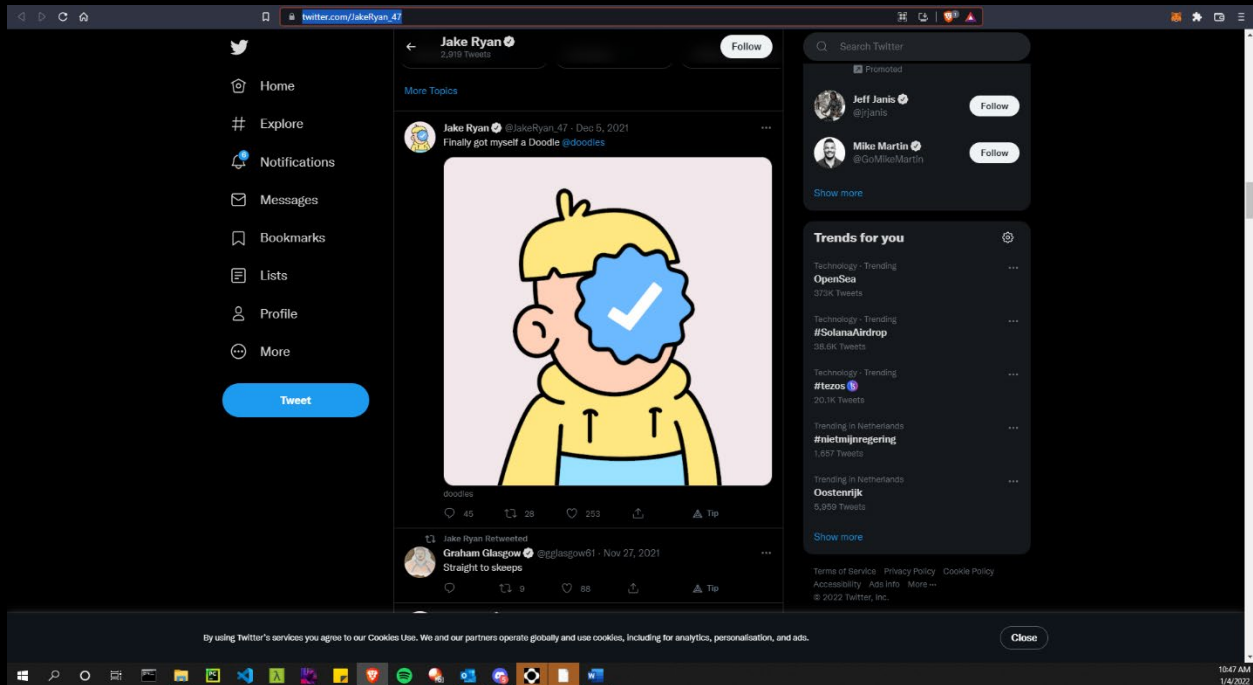 twitter.com/JakeRyan_47
Home
Explore
Notifications
Messages
Bookmarks
Lists
Profile
More
Tweet
Jake Ryan
2,919 Tweets
Follow
More Topics
Jake Ryan @JakeRyan_47 · Dec 5, 2021
Finally got myself a Doodle @doodles
doodles
45 28 253 Tip
Jake Ryan Retweeted
Graham Glasgow @gglasgow61 · Nov 27, 2021
Straight to skeeps
9 88 Tip
Search Twitter
Promoted
Jeff Janis
@jrjanis
Follow
Mike Martin
@GoMikeMartin
Follow
Show more
Trends for you
Technology · Trending
OpenSea
373K Tweets
Technology · Trending
#SolanaAirdrop
38.6K Tweets
Technology · Trending
#tezos
20.1K Tweets
Trending in Netherlands
#nietmijnregering
1,657 Tweets
Trending in Netherlands
Oostenrijk
5,959 Tweets
Show more
Terms of Service Privacy Policy Cookie Policy
Accessibility Ads info More ···
© 2022 Twitter, Inc.
By using Twitter's services you agree to our Cookies Use. We and our partners operate globally and use cookies, including for analytics, personalisation, and ads.
Close
10:47 AM
1/4/2022